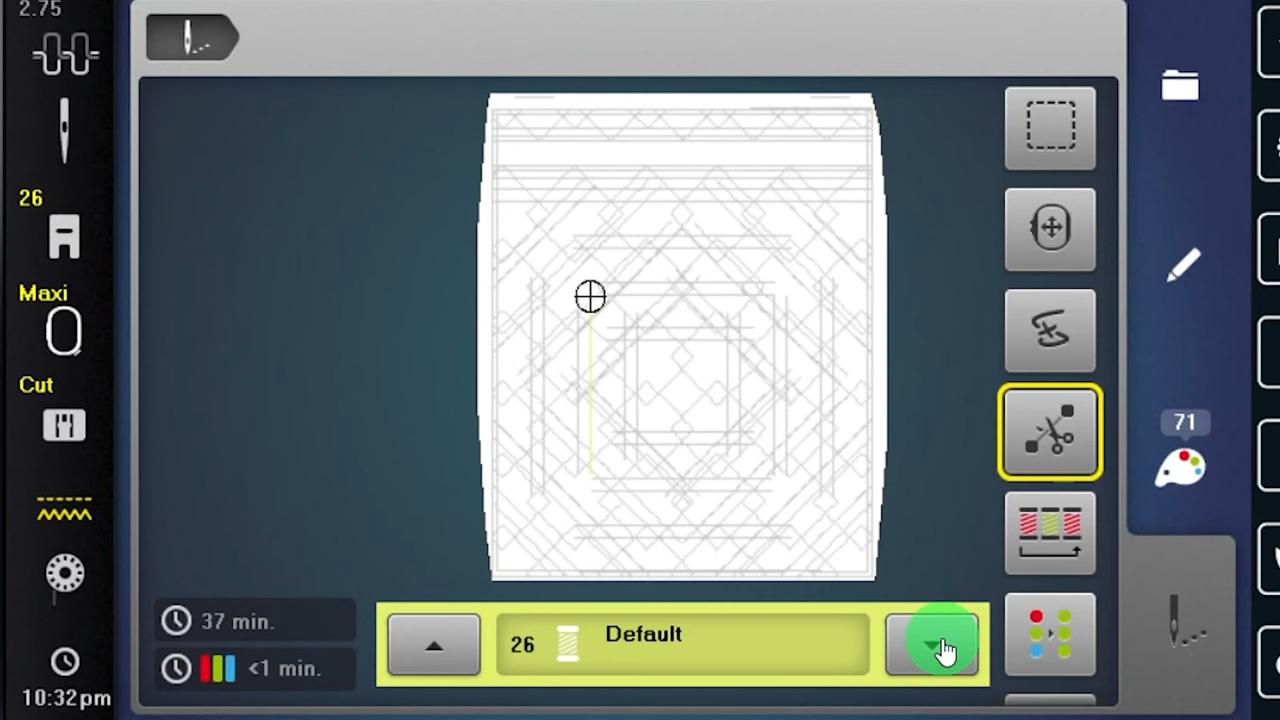 2.75
26
Maxi
Cut
10:32pm
37 min.
<1 min.
26 Default
71